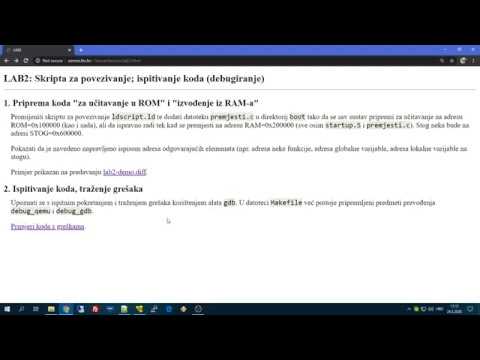 LAB2
Not secure
LAB2: Skripta za povezivanje; ispitivanje koda (debugiranje)
1. Priprema koda "za učitavanje u ROM" i "izvođenje iz RAM-a"
Promijeniti skriptu za povezivanje ldscript.ld te dodati datoteku premjesti.c u direktorij boot tako da se sav sustav pripremi za učitavanje na adresu
ROM=0x100000 (kao i sada), ali da ispravno radi tek kad se premjesti na adresu RAM=0x200000 (sve osim startup.S i premjesti.c). Stog neka bude na
adresi STOG=0x600000.
Pokazati da je navedeno napravljeno ispisom adresa odgovarajućih elemenata (npr. adresa neke funkcije, adresa globalne varijable, adresa lokalne varijable na
stogu).
Primjer prikazan na predavanju lab2-demo.diff.
2. Ispitivanje koda, traženje grešaka
Upoznati se s ispitnim pokretanjem i traženjem grešaka korištenjem alata gdb. U datoteci Makefile već postoje pripremljeni predmeti prevođenja
debug_qemu i debug_gdb.
Primjeri koda s greškama